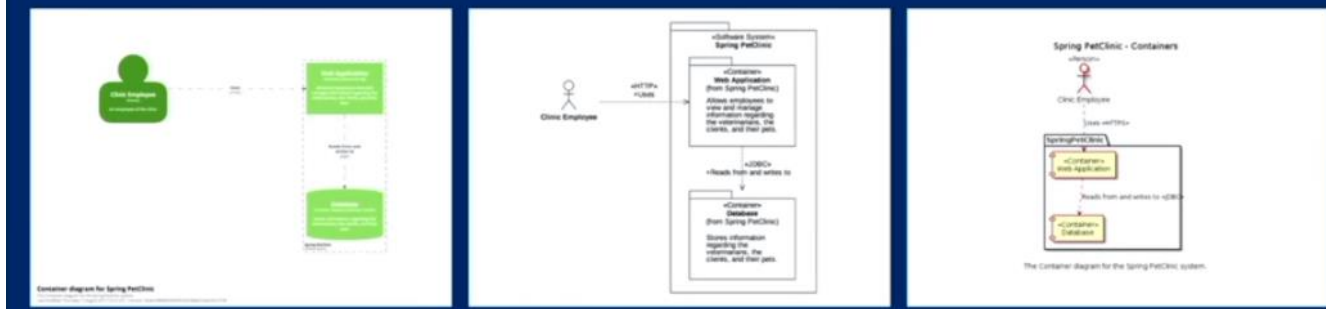 Clinic Employee
Web Application
Database
Container diagram for Spring PetClinic
«Software System»
Spring PetClinic
«Container»
Web Application
(from Spring PetClinic)
Allows employees to
view and manage
information regarding
the veterinarians, the
clients, and their pets.
«HTTP»
+Uses
Clinic Employee
«JDBC»
+Reads from and writes to
«Container»
Database
(from Spring PetClinic)
Stores information
regarding the
veterinarians, the
clients, and their pets.
Spring PetClinic - Containers
«Person»
Clinic Employee
Uses «HTTPS»
SpringPetClinic
«Container»
Web Application
Reads from and writes to «JDBC»
«Container»
Database
The Container diagram for the Spring PetClinic system.